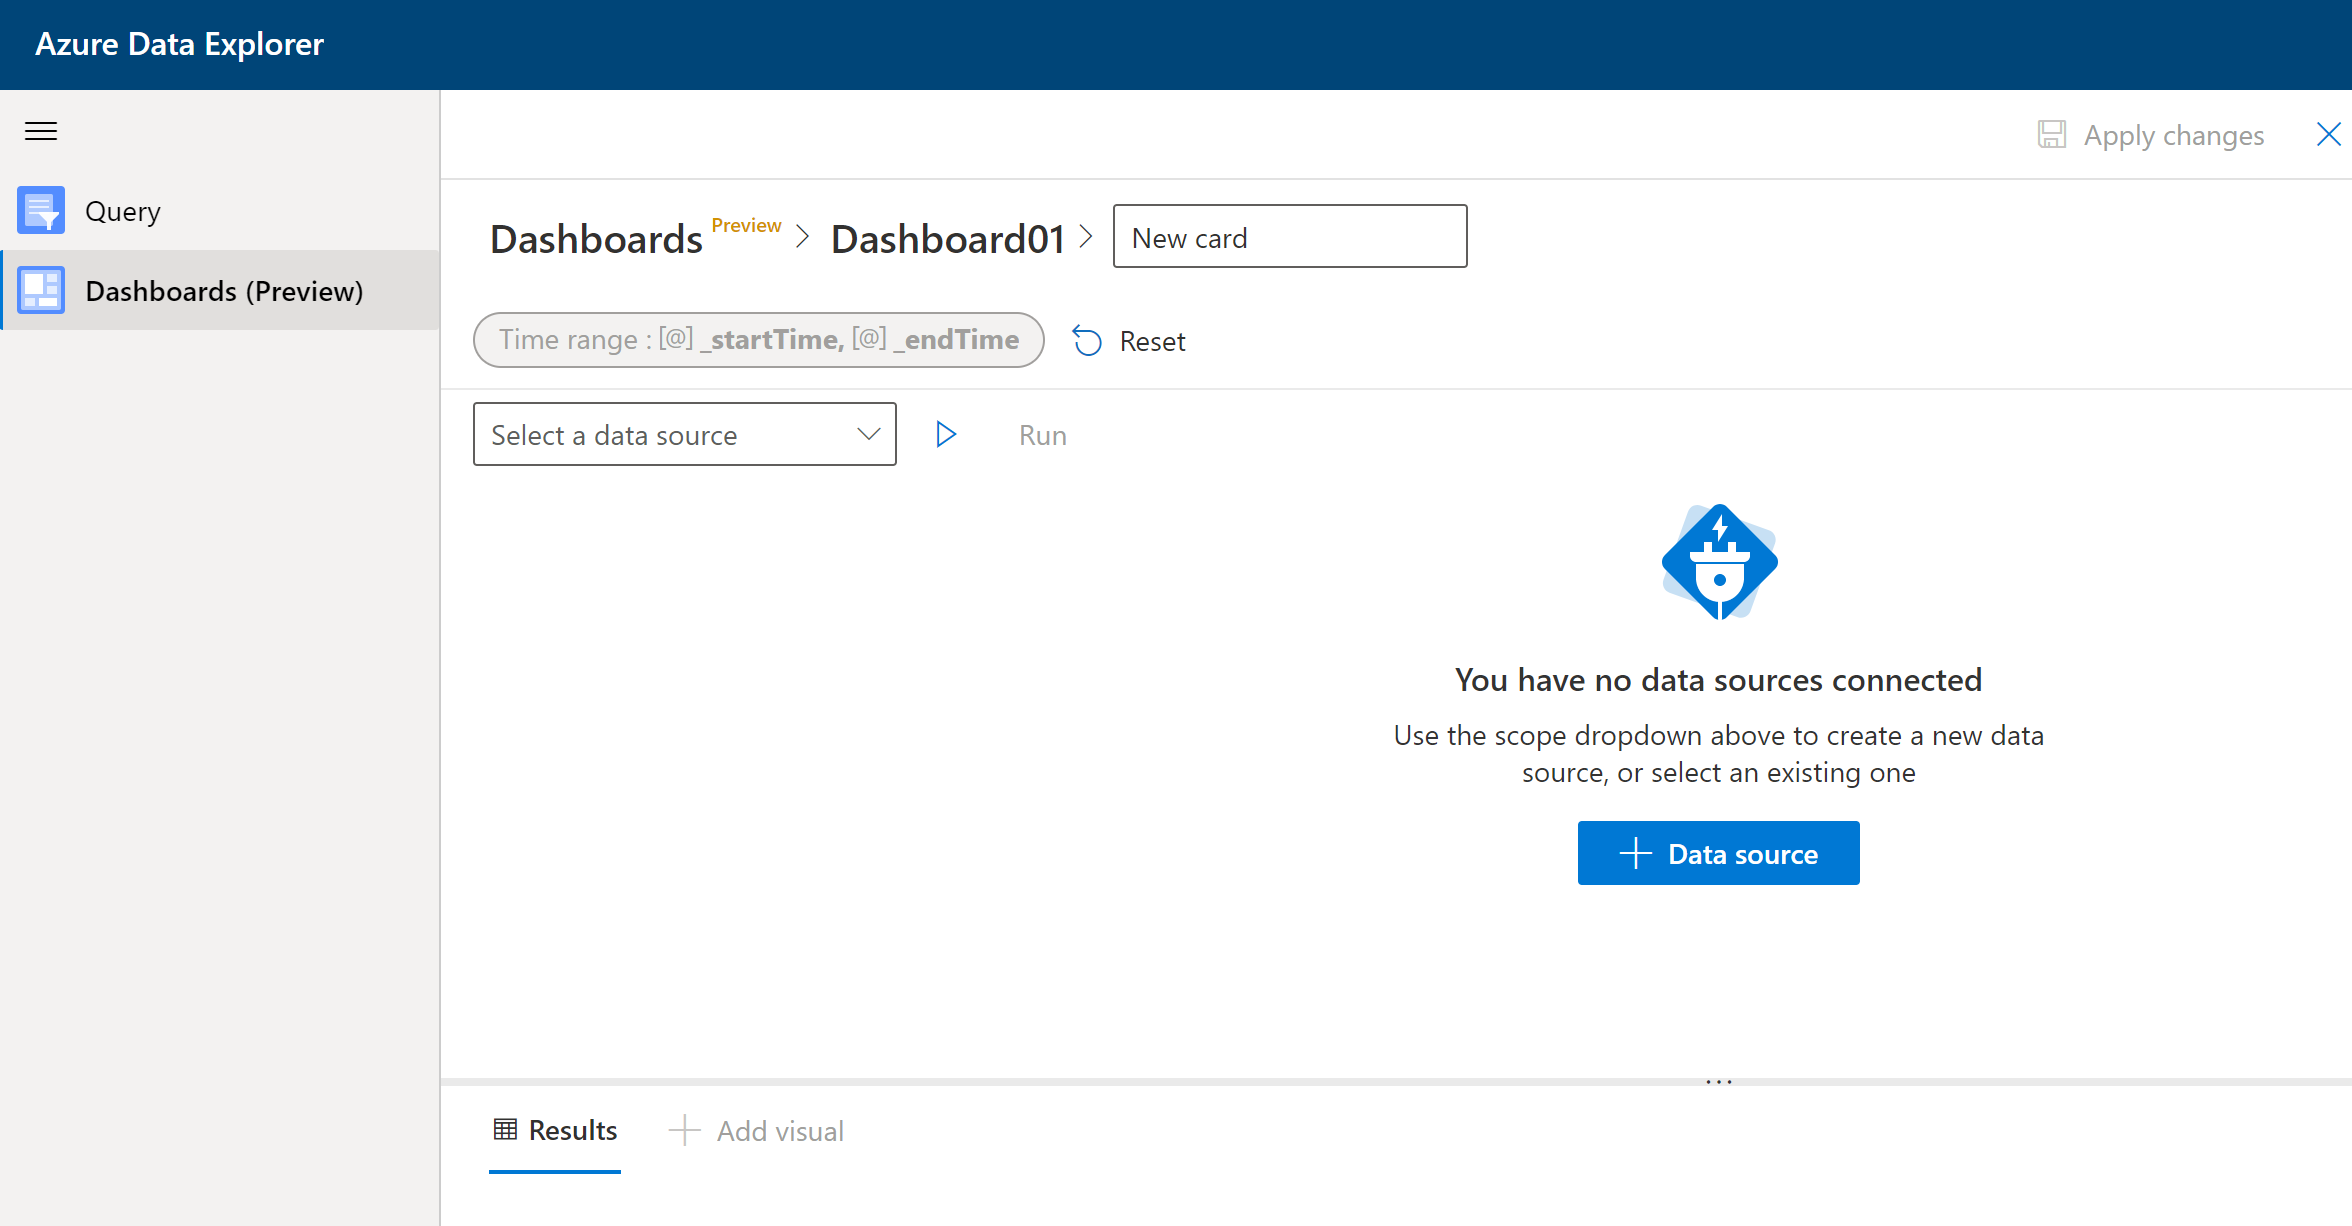 Azure Data Explorer
Apply changes
Query
Dashboards Preview > Dashboard01 > New card
Dashboards (Preview)
Time range : [@] _startTime, [@] _endTime
Reset
Select a data source
Run
You have no data sources connected
Use the scope dropdown above to create a new data
source, or select an existing one
+ Data source
...
Results
+ Add visual